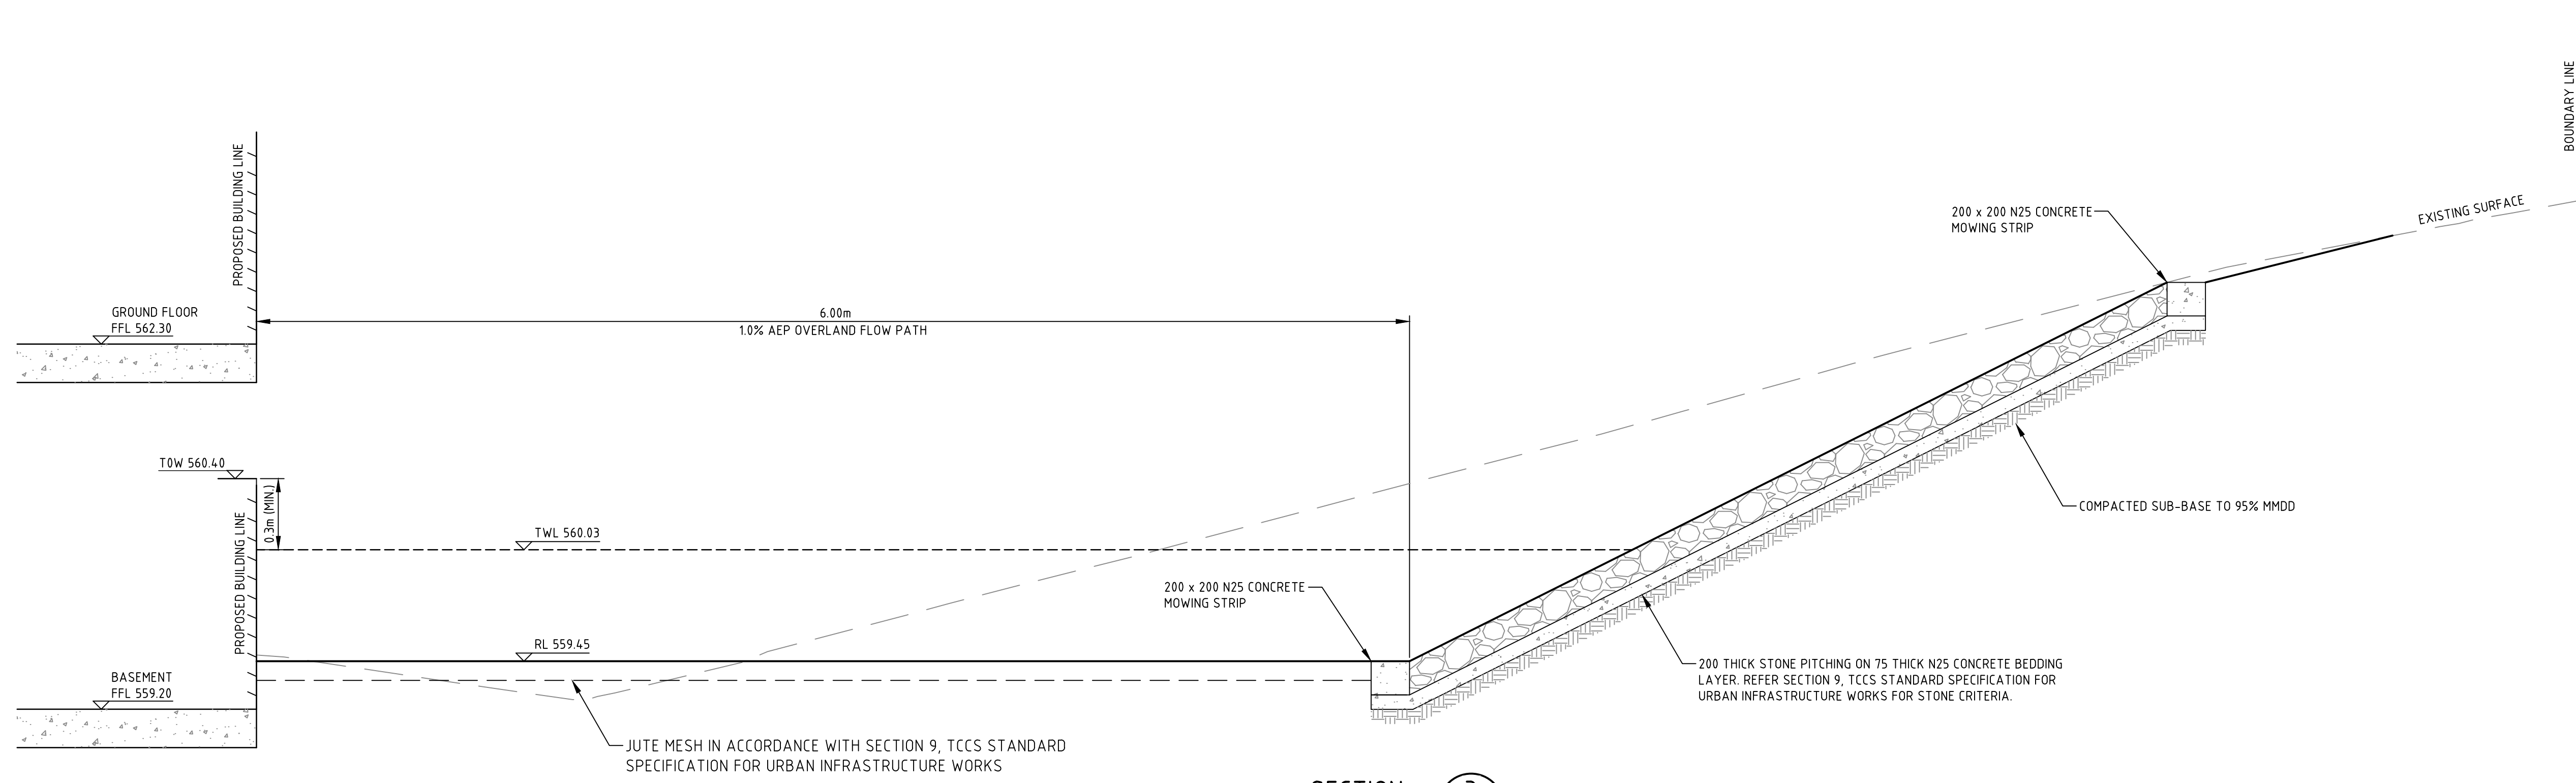 BOUNDARY LINE
PROPOSED BUILDING LINE
EXISTING SURFACE
200 x 200 N25 CONCRETE
MOWING STRIP
GROUND FLOOR
FFL 562.30
6.00m
1.0% AEP OVERLAND FLOW PATH
TOW 560.40
0.3m (MIN.)
PROPOSED BUILDING LINE
TWL 560.03
COMPACTED SUB-BASE TO 95% MMDD
200 x 200 N25 CONCRETE
MOWING STRIP
RL 559.45
BASEMENT
FFL 559.20
200 THICK STONE PITCHING ON 75 THICK N25 CONCRETE BEDDING
LAYER. REFER SECTION 9, TCCS STANDARD SPECIFICATION FOR
URBAN INFRASTRUCTURE WORKS FOR STONE CRITERIA.
JUTE MESH IN ACCORDANCE WITH SECTION 9, TCCS STANDARD
SPECIFICATION FOR URBAN INFRASTRUCTURE WORKS
SECTION